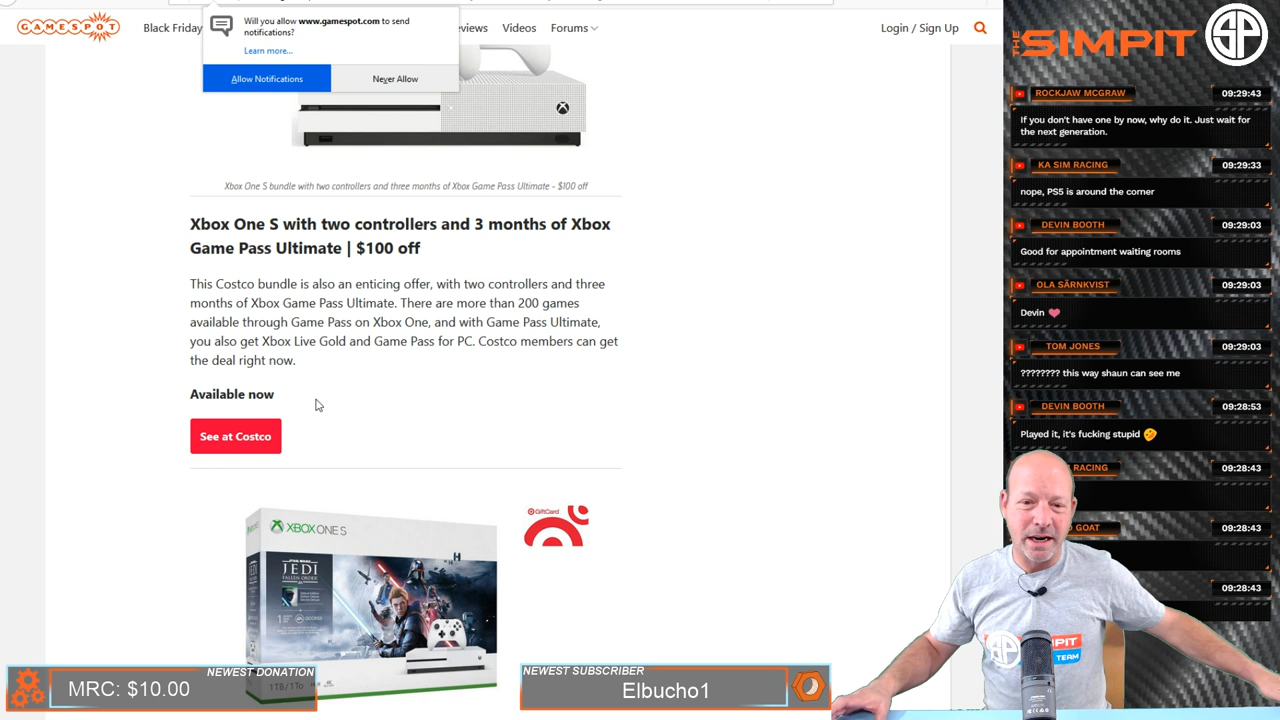 GAMESPOT
Black Friday
Will you allow www.gamespot.com to send
notifications?
Learn more...
Allow Notifications
Never Allow
eviews
Videos
Forums
Login / Sign Up
Xbox One S bundle with two controllers and three months of Xbox Game Pass Ultimate - $100 off
Xbox One S with two controllers and 3 months of Xbox
Game Pass Ultimate | $100 off
This Costco bundle is also an enticing offer, with two controllers and three
months of Xbox Game Pass Ultimate. There are more than 200 games
available through Game Pass on Xbox One, and with Game Pass Ultimate,
you also get Xbox Live Gold and Game Pass for PC. Costco members can get
the deal right now.
Available now
See at Costco
XBOX ONE S
STAR WARS
JEDI
FALLEN ORDER
1TB/1To
GiftCard
NEWEST DONATION
MRC: $10.00
NEWEST SUBSCRIBER
Elbucho1
THE SIMPIT
SP
ROCKJAW MCGRAW 09:29:43
If you don't have one by now, why do it. Just wait for
the next generation.
KA SIM RACING 09:29:33
nope, PS5 is around the corner
DEVIN BOOTH 09:29:03
Good for appointment waiting rooms
OLA SÄRNKVIST 09:29:03
Devin ❤
TOM JONES 09:29:03
???????? this way shaun can see me
DEVIN BOOTH 09:28:53
Played it, it's fucking stupid 🤣
RACING 09:28:43
GOAT 09:28:43
09:28:43
SP
PIT
TEAM